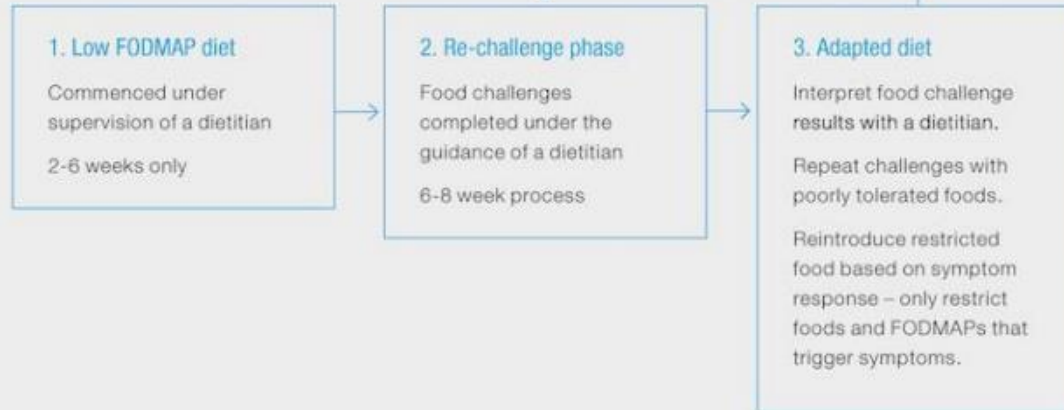 1. Low FODMAP diet
Commenced under
supervision of a dietitian
2-6 weeks only
2. Re-challenge phase
Food challenges
completed under the
guidance of a dietitian
6-8 week process
3. Adapted diet
Interpret food challenge
results with a dietitian.
Repeat challenges with
poorly tolerated foods.
Reintroduce restricted
food based on symptom
response – only restrict
foods and FODMAPs that
trigger symptoms.